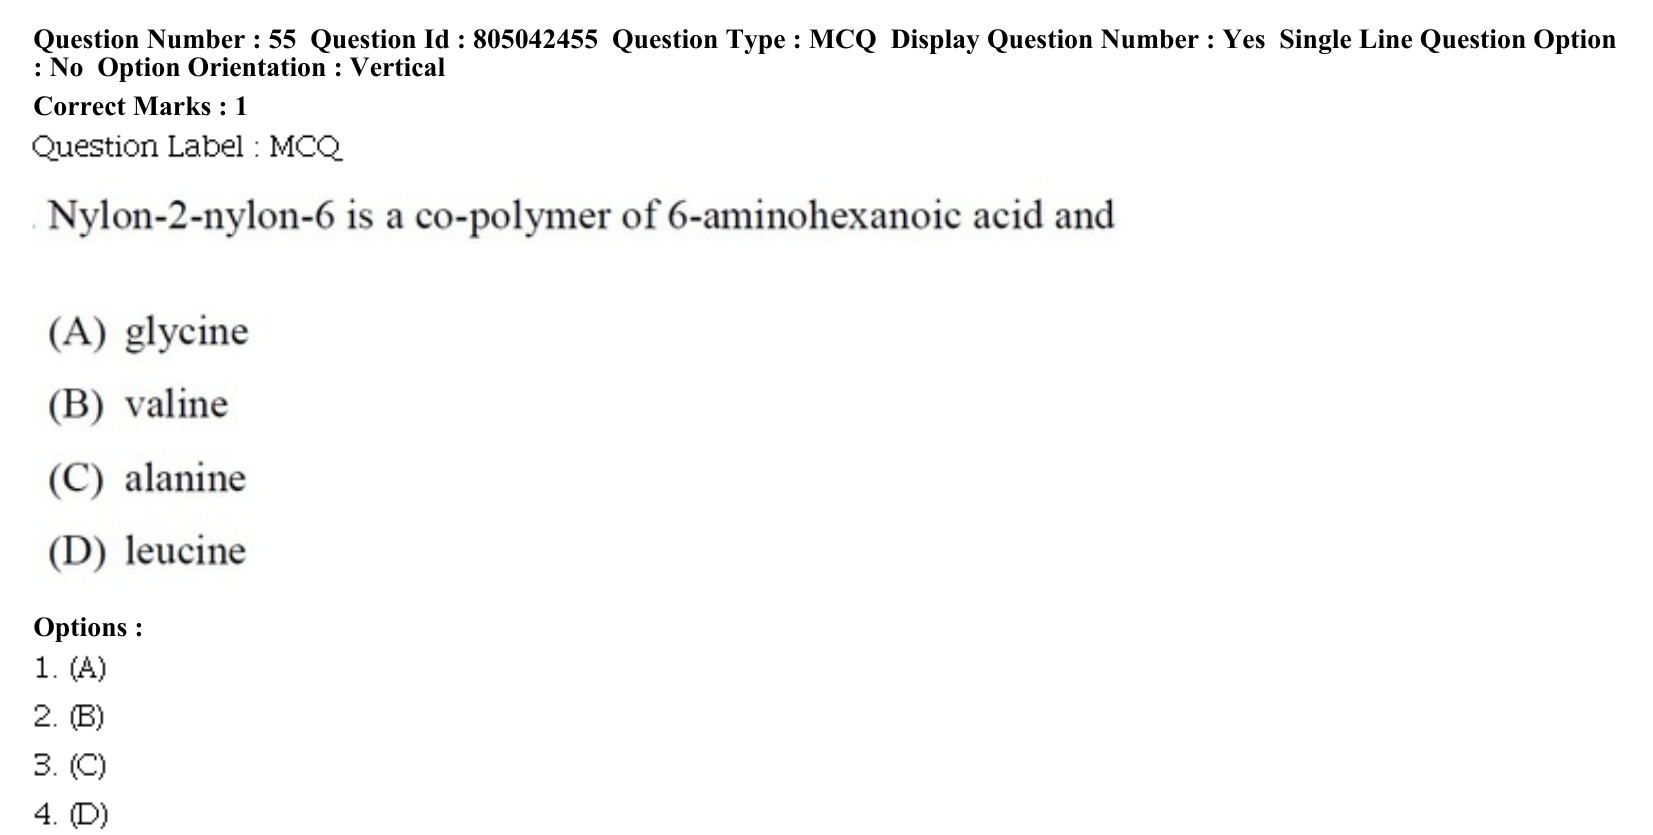 Question Number : 55 Question Id : 805042455 Question Type : MCQ Display Question Number : Yes Single Line Question Option
: No Option Orientation : Vertical
Correct Marks : 1
Question Label : MCQ
Nylon-2-nylon-6 is a co-polymer of 6-aminohexanoic acid and
(A) glycine
(B) valine
(C) alanine
(D) leucine
Options :
1. (A)
2. (B)
3. (C)
4. (D)